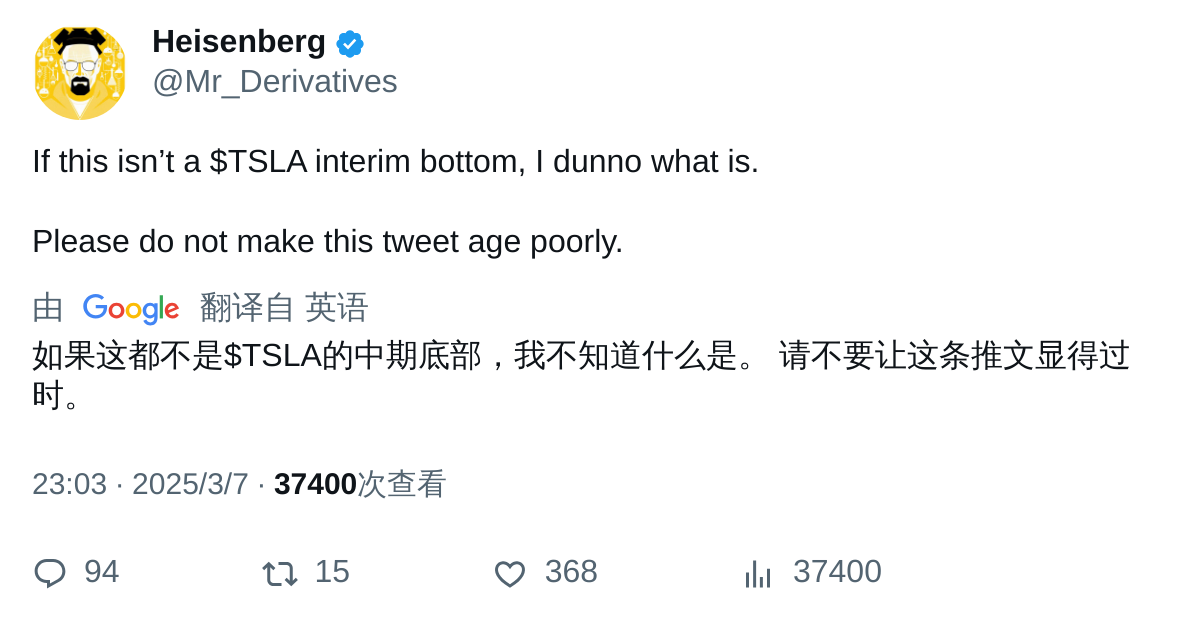 Heisenberg
@Mr_Derivatives
If this isn’t a $TSLA interim bottom, I dunno what is.
Please do not make this tweet age poorly.
由 Google 翻译自 英语
如果这都不是$TSLA的中期底部，我不知道什么是。 请不要让这条推文显得过
时。
23:03 · 2025/3/7 · 37400次查看
94 15 368 37400